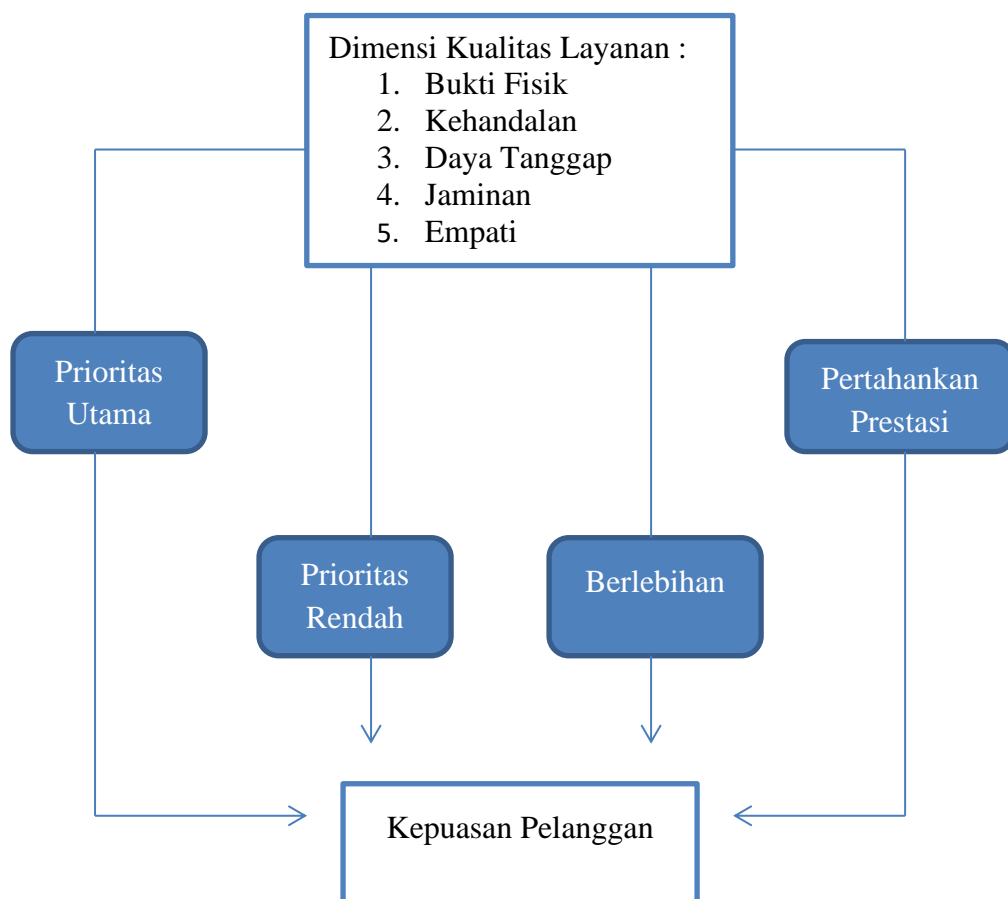 Dimensi Kualitas Layanan :
1. Bukti Fisik
2. Kehandalan
3. Daya Tanggap
4. Jaminan
5. Empati
Prioritas
Utama
Pertahankan
Prestasi
Prioritas
Rendah
Berlebihan
Kepuasan Pelanggan